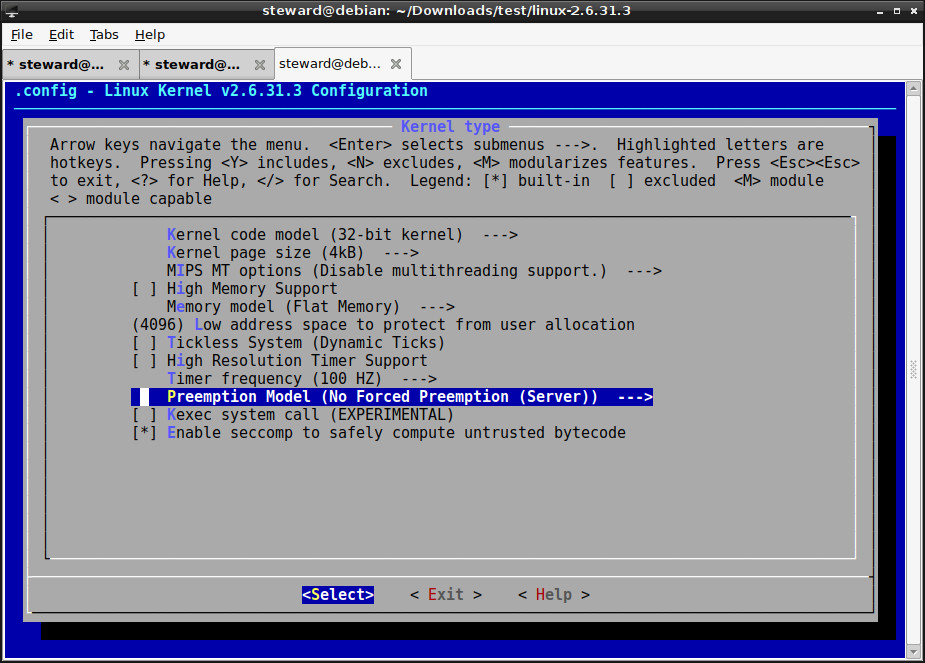 steward@debian: ~/Downloads/test/linux-2.6.31.3
File Edit Tabs Help
* steward@... * steward@... steward@deb...
.config - Linux Kernel v2.6.31.3 Configuration
Kernel type
Arrow keys navigate the menu.  <Enter> selects submenus --->.  Highlighted letters are
hotkeys.  Pressing <Y> includes, <N> excludes, <M> modularizes features.  Press <Esc><Esc>
to exit, <?> for Help, </> for Search.  Legend: [*] built-in  [ ] excluded  <M> module
< > module capable
Kernel code model (32-bit kernel)  --->
Kernel page size (4kB)  --->
MIPS MT options (Disable multithreading support.)  --->
[ ] High Memory Support
Memory model (Flat Memory)  --->
(4096) Low address space to protect from user allocation
[ ] Tickless System (Dynamic Ticks)
[ ] High Resolution Timer Support
Timer frequency (100 HZ)  --->
Preemption Model (No Forced Preemption (Server))  --->
[ ] Kexec system call (EXPERIMENTAL)
[*] Enable seccomp to safely compute untrusted bytecode
<Select>    < Exit >    < Help >